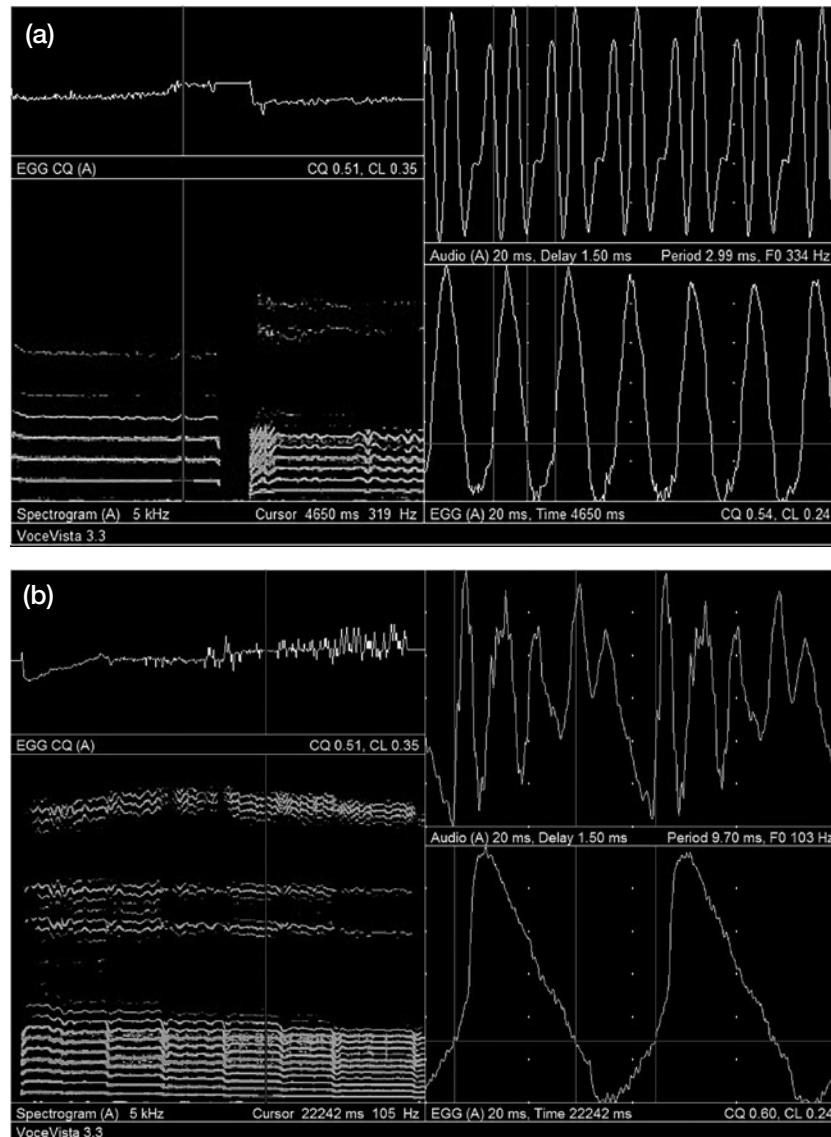 (a)
EGG CQ (A) CQ 0.51, CL 0.35
Audio (A) 20 ms, Delay 1.50 ms Period 2.99 ms, F0 334 Hz
Spectrogram (A) 5 kHz Cursor 4650 ms 319 Hz
EGG (A) 20 ms, Time 4650 ms CQ 0.54, CL 0.24
VoceVista 3.3
(b)
EGG CQ (A) CQ 0.51, CL 0.35
Audio (A) 20 ms, Delay 1.50 ms Period 9.70 ms, F0 103 Hz
Spectrogram (A) 5 kHz Cursor 22242 ms 105 Hz
EGG (A) 20 ms, Time 22242 ms CQ 0.60, CL 0.24
VoceVista 3.3